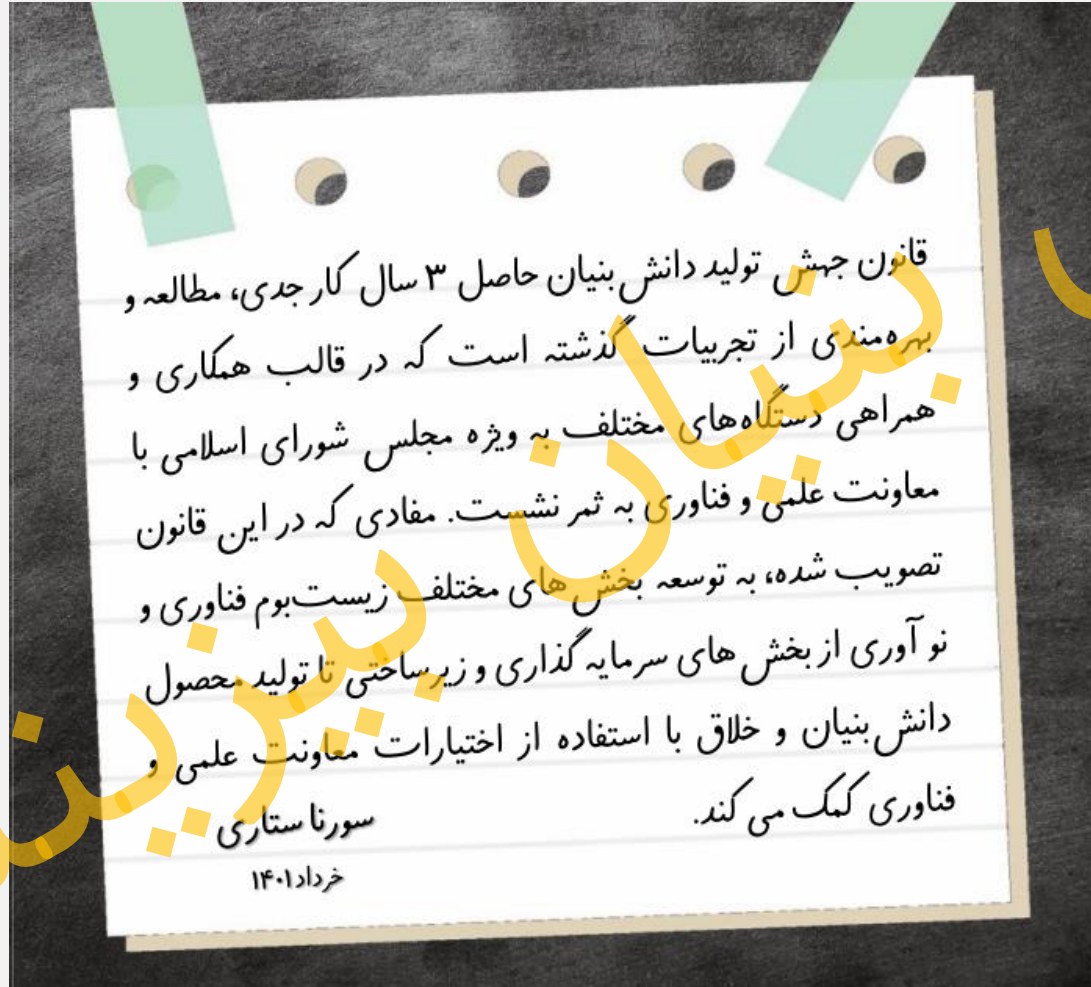 قانون جهش تولید دانش‌بنیان حاصل ۳ سال کار جدی، مطالعه و
بهره‌مندی از تجربیات گذشته است که در قالب همکاری و
همراهی دستگاه‌های مختلف به ویژه مجلس شورای اسلامی با
معاونت علمی و فناوری به ثمر نشست. مفادی که در این قانون
تصویب شده، به توسعه بخش های مختلف زیست‌بوم فناوری و
نو آوری از بخش های سرمایه گذاری و زیرساختی تا تولید محصول
دانش‌بنیان و خلاق با استفاده از اختیارات معاونت علمی و
فناوری کمک می کند.
سورنا ستاری
خرداد ۱۴۰۱
بنیان